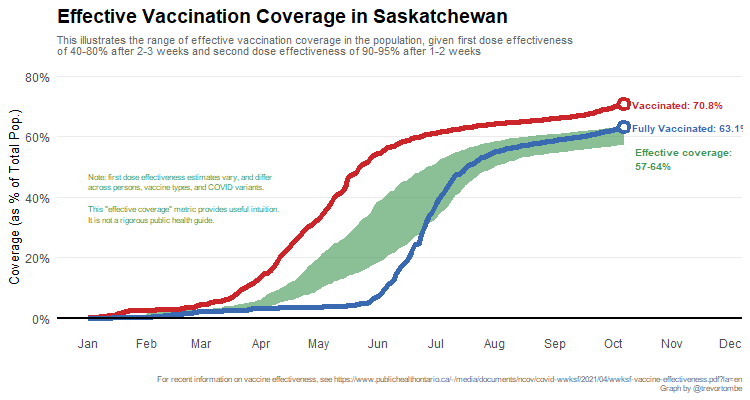 Effective Vaccination Coverage in Saskatchewan
This illustrates the range of effective vaccination coverage in the population, given first dose effectiveness
of 40-80% after 2-3 weeks and second dose effectiveness of 90-95% after 1-2 weeks
Coverage (as % of Total Pop.)
80%
60%
40%
20%
0%
Vaccinated: 70.8%
Fully Vaccinated: 63.1%
Effective coverage:
57-64%
Note: first dose effectiveness estimates vary, and differ
across persons, vaccine types, and COVID variants.
This "effective coverage" metric provides useful intuition.
It is not a rigorous public health guide.
Jan Feb Mar Apr May Jun Jul Aug Sep Oct Nov Dec
For recent information on vaccine effectiveness, see https://www.publichealthontario.ca/-/media/documents/ncov/covid-wwksf/2021/04/wwksf-vaccine-effectiveness.pdf?la=en
Graph by @trevortombe